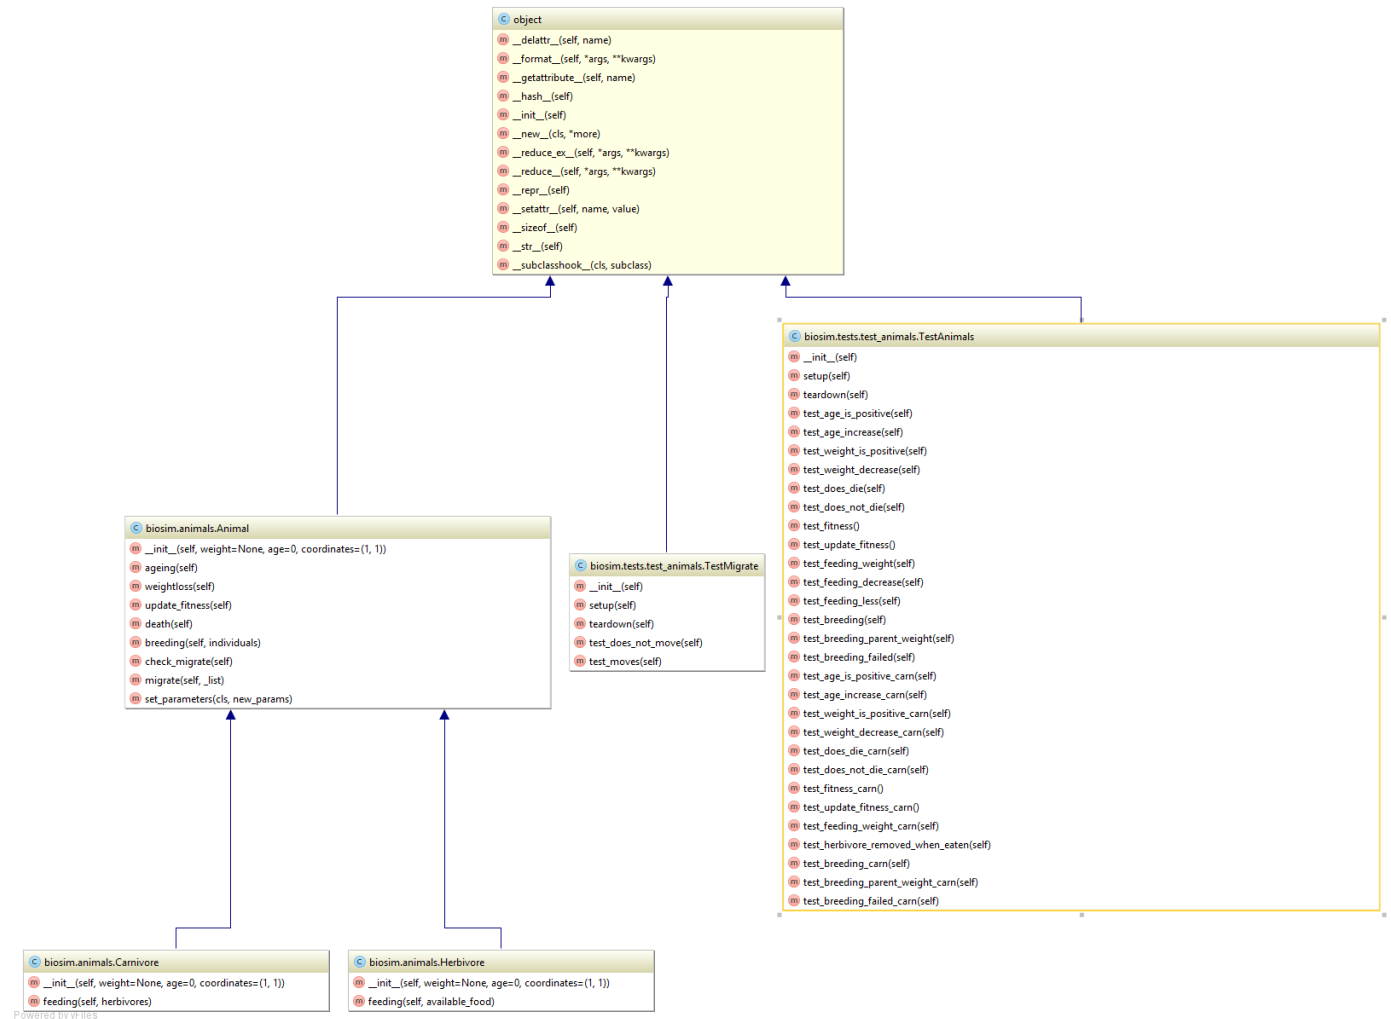 object
__delattr__(self, name)
__format__(self, *args, **kwargs)
__getattribute__(self, name)
__hash__(self)
__init__(self)
__new__(cls, *more)
__reduce_ex__(self, *args, **kwargs)
__reduce__(self, *args, **kwargs)
__repr__(self)
__setattr__(self, name, value)
__sizeof__(self)
__str__(self)
__subclasshook__(cls, subclass)
biosim.tests.test_animals.TestAnimals
__init__(self)
setup(self)
teardown(self)
test_age_is_positive(self)
test_age_increase(self)
test_weight_is_positive(self)
test_weight_decrease(self)
test_does_die(self)
test_does_not_die(self)
test_fitness()
test_update_fitness()
test_feeding_weight(self)
test_feeding_decrease(self)
test_feeding_less(self)
test_breeding(self)
test_breeding_parent_weight(self)
test_breeding_failed(self)
test_age_is_positive_carn(self)
test_age_increase_carn(self)
test_weight_is_positive_carn(self)
test_weight_decrease_carn(self)
test_does_die_carn(self)
test_does_not_die_carn(self)
test_fitness_carn()
test_update_fitness_carn()
test_feeding_weight_carn(self)
test_herbivore_removed_when_eaten(self)
test_breeding_carn(self)
test_breeding_parent_weight_carn(self)
test_breeding_failed_carn(self)
biosim.animals.Animal
__init__(self, weight=None, age=0, coordinates=(1, 1))
ageing(self)
weightloss(self)
update_fitness(self)
death(self)
breeding(self, individuals)
check_migrate(self)
migrate(self, _list)
set_parameters(cls, new_params)
biosim.tests.test_animals.TestMigrate
__init__(self)
setup(self)
teardown(self)
test_does_not_move(self)
test_moves(self)
biosim.animals.Carnivore
__init__(self, weight=None, age=0, coordinates=(1, 1))
feeding(self, herbivores)
biosim.animals.Herbivore
__init__(self, weight=None, age=0, coordinates=(1, 1))
feeding(self, available_food)
Powered by yFiles